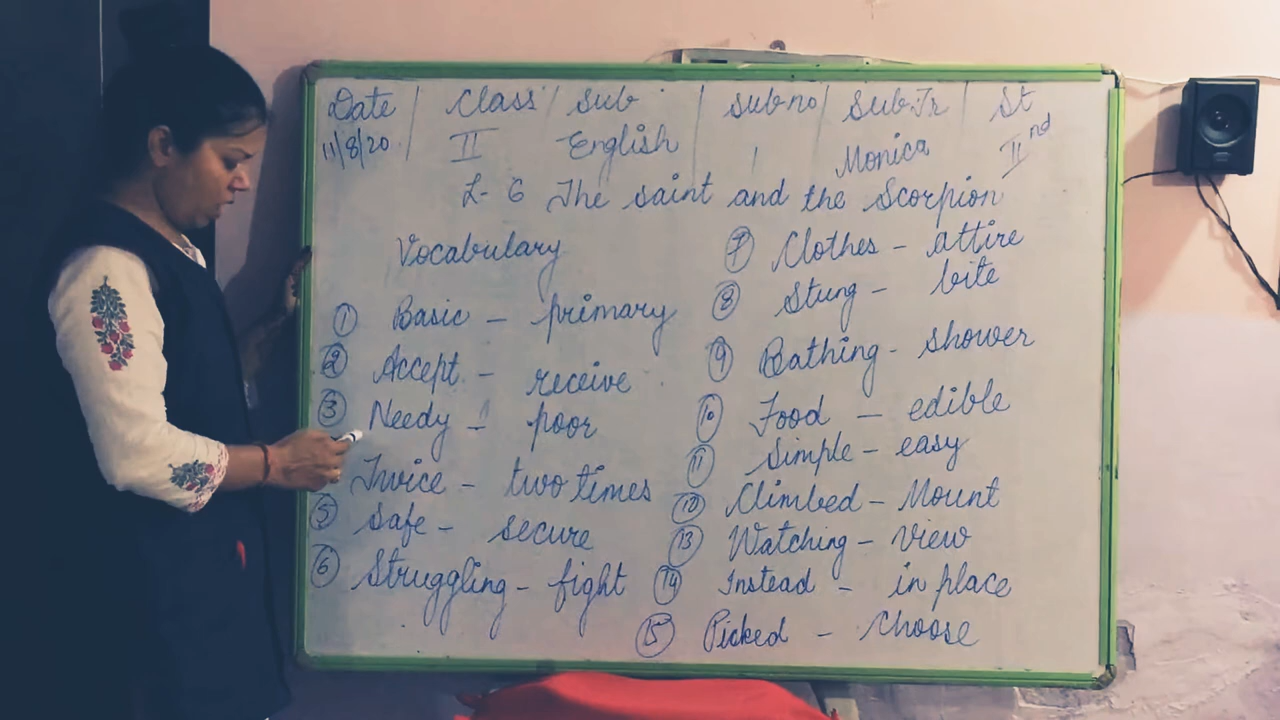 Date | Class | Sub | Sub no | Sub.Tr | St
11/8/20 | II English | 1 Monica IInd
L- 6 The saint and the Scorpion
Vocabulary
① Basic - primary
② Accept - receive
③ Needy - poor
Twice - two times
⑤ Safe - secure
⑥ Struggling - fight
⑦ Clothes - attire
⑧ Stung - bite
⑨ Bathing - shower
⑩ Food - edible
⑪ Simple - easy
Climbed - Mount
⑬ Watching - view
⑭ Instead - in place
⑮ Picked - Choose